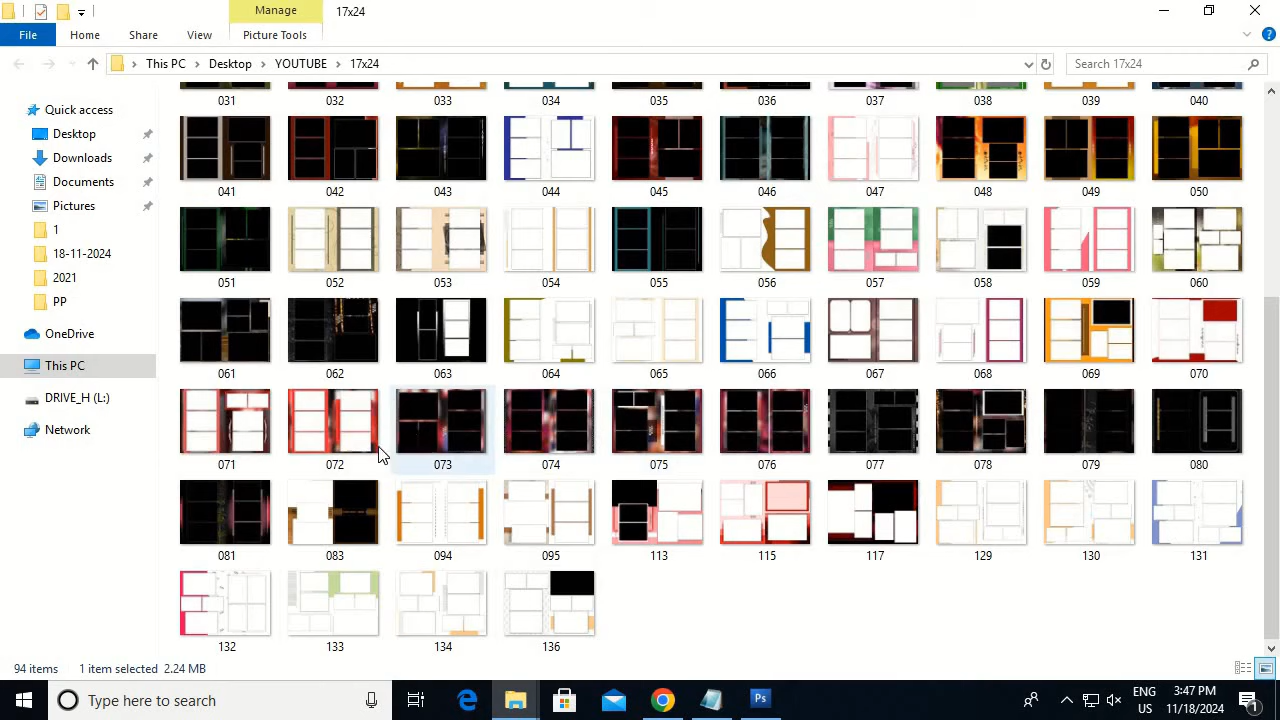 Manage
17x24
File
Home
Share
View
Picture Tools
This PC
Desktop
YOUTUBE
17x24
Search 17x24
Quick access
Desktop
Downloads
Documents
Pictures
1
18-11-2024
2021
PP
OneDrive
This PC
DRIVE_H (L:)
Network
031 032 033 034 035 036 037 038 039 040
041 042 043 044 045 046 047 048 049 050
051 052 053 054 055 056 057 058 059 060
061 062 063 064 065 066 067 068 069 070
071 072 073 074 075 076 077 078 079 080
081 083 094 095 113 115 117 129 130 131
132 133 134 136
94 items 1 item selected 2.24 MB
Type here to search
Ps
ENG
US
3:47 PM
11/18/2024
1